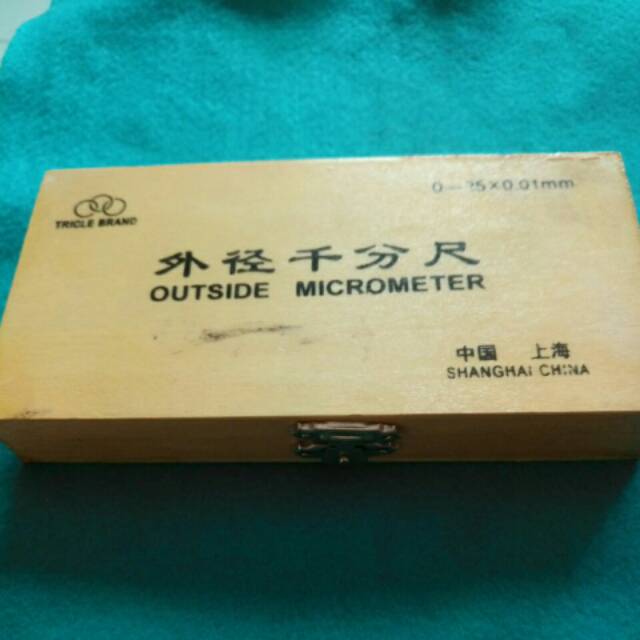 TRICLE BRAND
0—25×0.01mm
外径千分尺
OUTSIDE MICROMETER
中国 上海
SHANGHAI CHINA